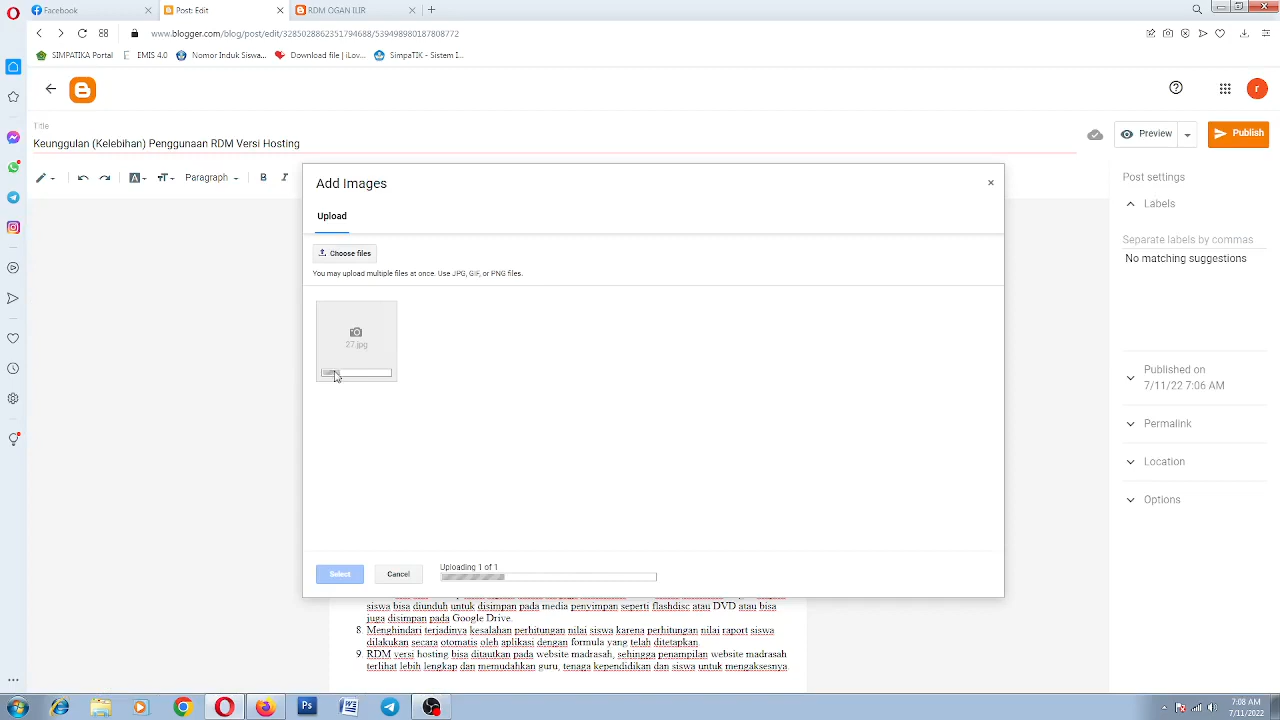 Facebook
Post: Edit
RDM OGAN ILIR
www.blogger.com/blog/post/edit/3285028862351794688/539498980187808772
SIMPATIKA Portal
EMIS 4.0
Nomor Induk Siswa...
Download file | iLov...
SimpaTIK - Sistem I...
r
Title
Keunggulan (Kelebihan) Penggunaan RDM Versi Hosting
Preview
Publish
Paragraph
B
I
Add Images
Upload
Choose files
You may upload multiple files at once. Use JPG, GIF, or PNG files.
27.jpg
Select
Cancel
Uploading 1 of 1
Post settings
Labels
Separate labels by commas
No matching suggestions
Published on
7/11/22 7:06 AM
Permalink
Location
Options
siswa bisa diunduh untuk disimpan pada media penyimpan seperti flashdisc atau DVD atau bisa
juga disimpan pada Google Drive.
8. Menghindari terjadinya kesalahan perhitungan nilai siswa karena perhitungan nilai raport siswa
dilakukan secara otomatis oleh aplikasi dengan formula yang telah ditetapkan.
9. RDM versi hosting bisa ditautkan pada website madrasah, sehingga penampilan website madrasah
terlihat lebih lengkap dan memudahkan guru, tenaga kependidikan dan siswa untuk mengaksesnya
7:08 AM
7/11/2022